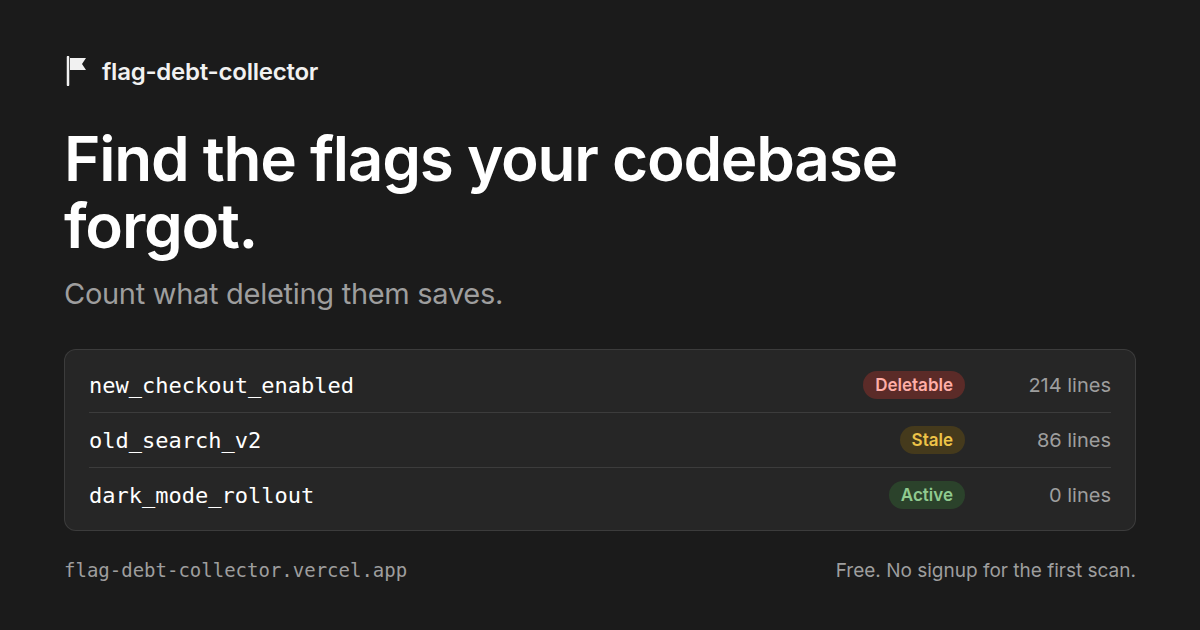 flag-debt-collector
Find the flags your codebase
forgot.
Count what deleting them saves.
new_checkout_enabled Deletable 214 lines
old_search_v2 Stale 86 lines
dark_mode_rollout Active 0 lines
flag-debt-collector.vercel.app Free. No signup for the first scan.